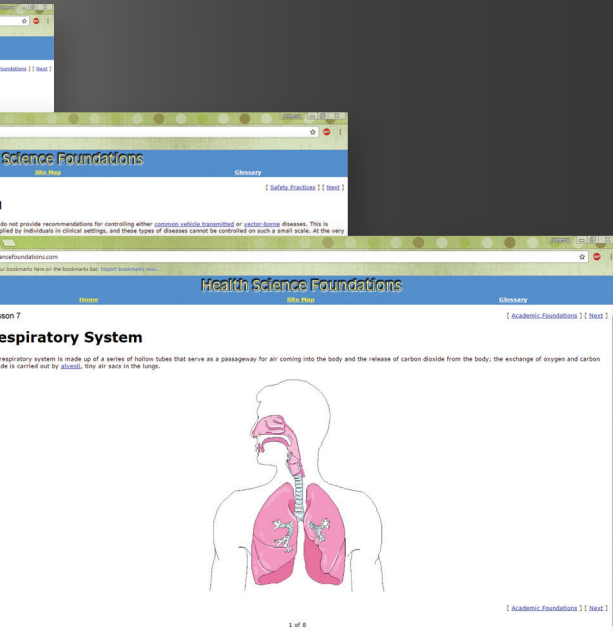 oundations ] [ Next ]
Science Foundations
Site Map
Glossary
[ Safety Practices ] [ Next ]
do not provide recommendations for controlling either common vehicle transmitted or vector-borne diseases. This is
plied by individuals in clinical settings, and these types of diseases cannot be controlled on such a small scale. At the very
encefoundations.com
ur bookmarks here on the bookmarks bar. Import bookmarks now...
Health Science Foundations
Home
Site Map
Glossary
sson 7
[ Academic Foundations ] [ Next ]
espiratory System
respiratory system is made up of a series of hollow tubes that serve as a passageway for air coming into the body and the release of carbon dioxide from the body; the exchange of oxygen and carbon
de is carried out by alveoli, tiny air sacs in the lungs.
[ Academic Foundations ] [ Next ]
1 of 8